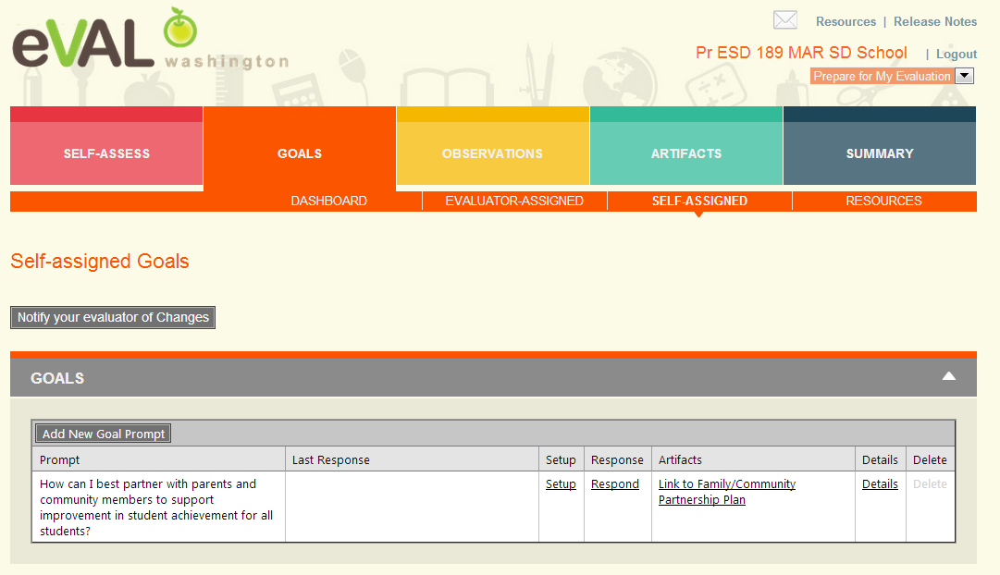 eVAL
washington
Resources | Release Notes
Pr ESD 189 MAR SD School | Logout
Prepare for My Evaluation
SELF-ASSESS GOALS OBSERVATIONS ARTIFACTS SUMMARY
DASHBOARD EVALUATOR-ASSIGNED SELF-ASSIGNED RESOURCES
Self-assigned Goals
Notify your evaluator of Changes
GOALS
Add New Goal Prompt
Prompt Last Response Setup Response Artifacts Details Delete
How can I best partner with parents and Setup Respond Link to Family/Community Details Delete
community members to support Partnership Plan
improvement in student achievement for all
students?